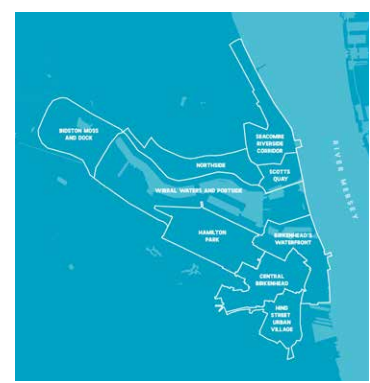 BIDSTON MOSS
AND DOCK
SEACOMBE
RIVERSIDE
CORRIDOR
NORTHSIDE
SCOTTS
QUAY
RIVER MERSEY
WIRRAL WATERS AND PORTSIDE
HAMILTON
PARK
BIRKENHEAD'S
WATERFRONT
CENTRAL
BIRKENHEAD
HIND
STREET
URBAN
VILLAGE